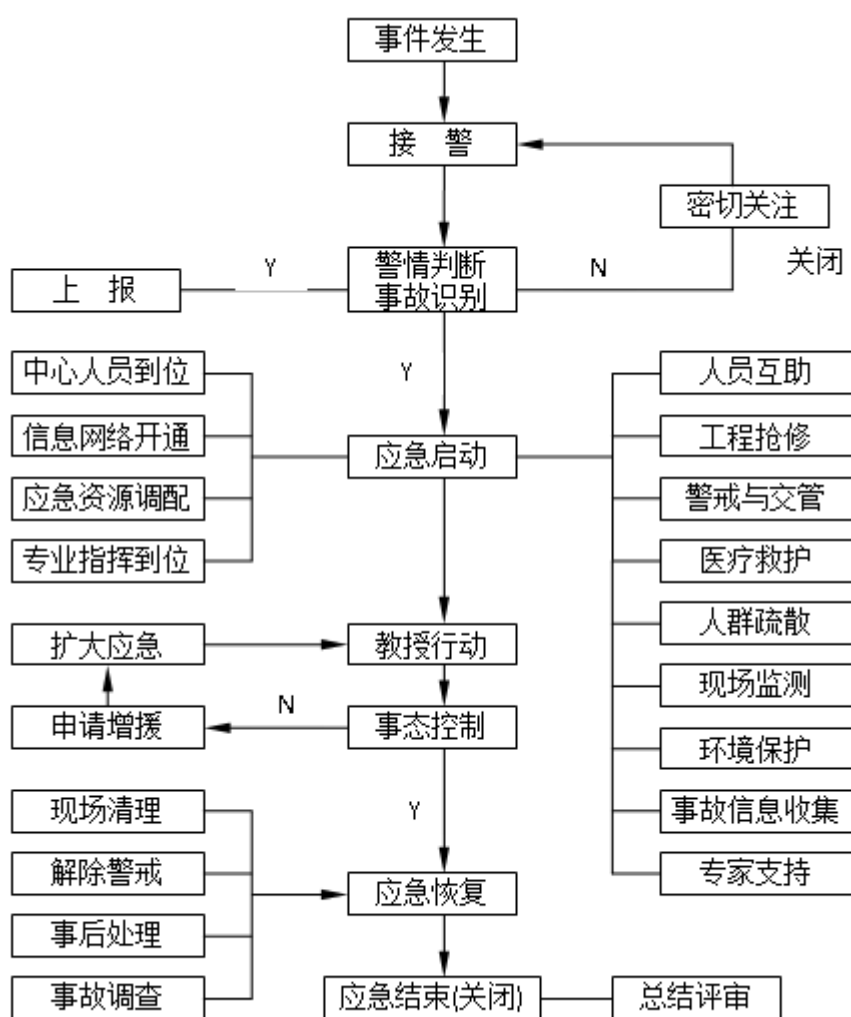 事件发生
接 警
密切关注
关闭
警情判断
事故识别
Y
N
上 报
Y
中心人员到位
信息网络开通
应急资源调配
专业指挥到位
应急启动
人员互助
工程抢修
警戒与交管
医疗救护
人群疏散
现场监测
环境保护
事故信息收集
专家支持
扩大应急
教授行动
申请增援
N
事态控制
Y
现场清理
解除警戒
事后处理
事故调查
应急恢复
应急结束(关闭)
总结评审